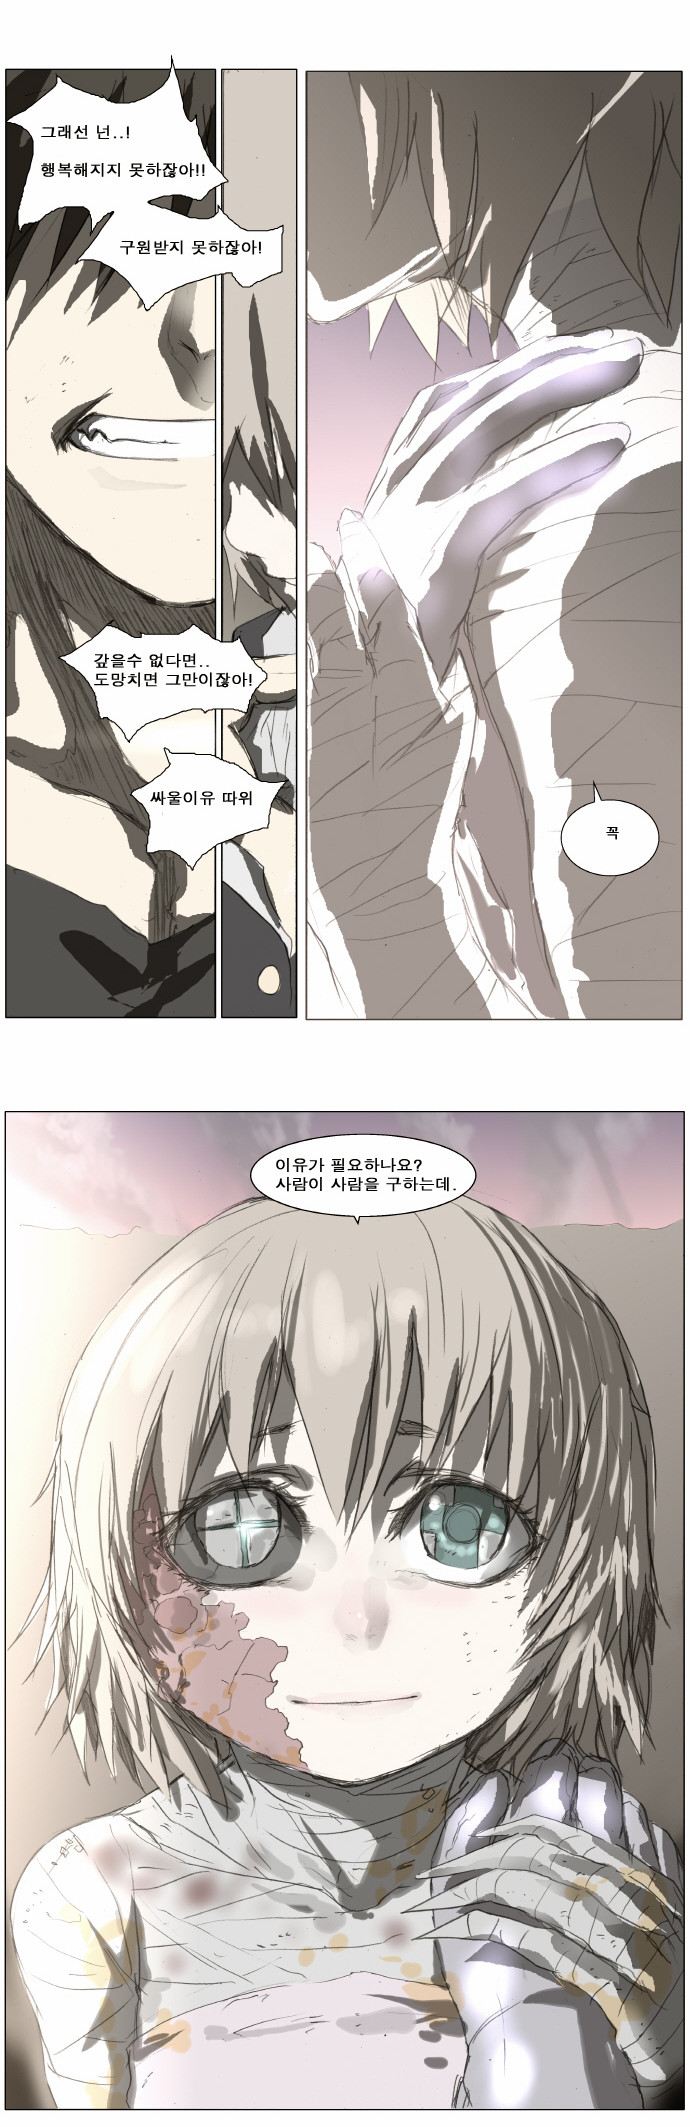 그래선 넌..!
행복해지지 못하잖아!!
구원받지 못하잖아!
갚을수 없다면..
도망치면 그만이잖아!
싸울이유 따위
꼭
이유가 필요하나요?
사람이 사람을 구하는데.